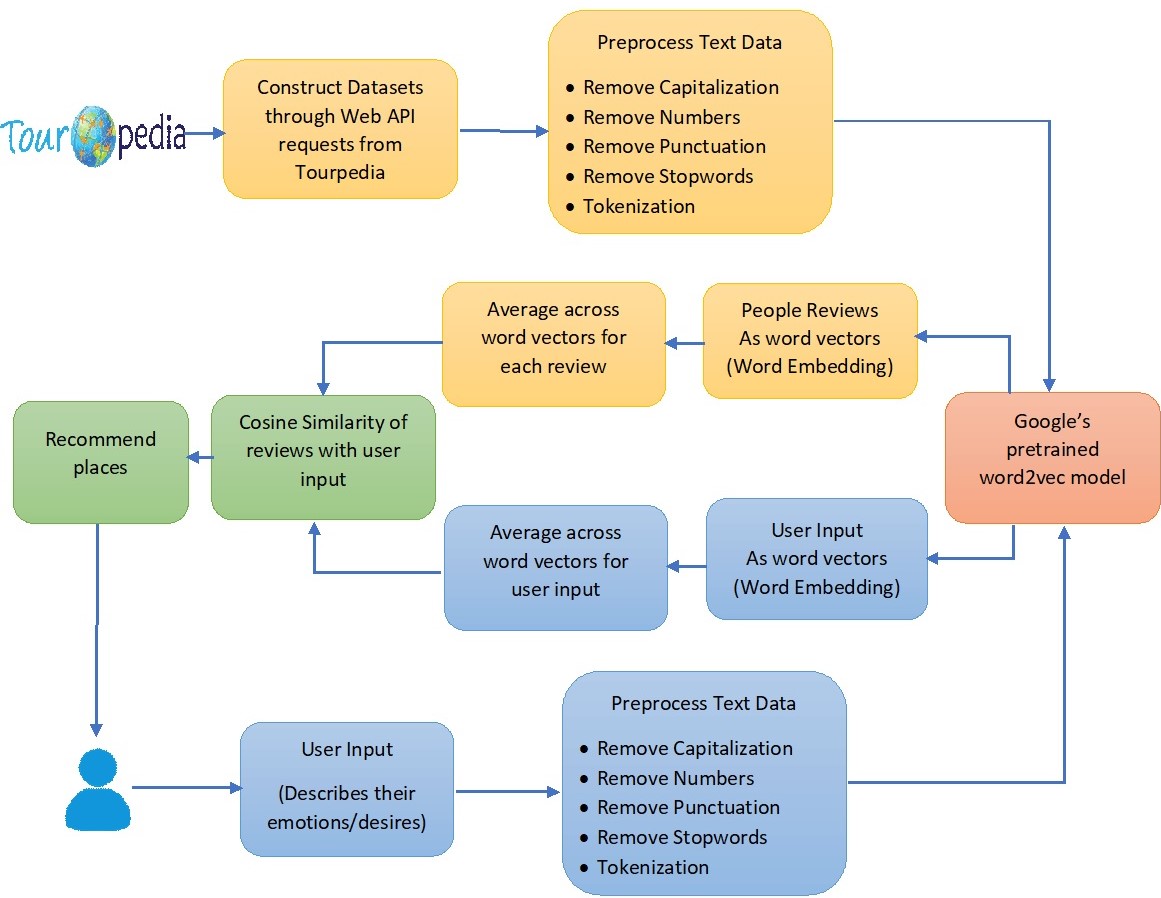 Tourpedia
Construct Datasets
through Web API
requests from
Tourpedia
Preprocess Text Data
• Remove Capitalization
• Remove Numbers
• Remove Punctuation
• Remove Stopwords
• Tokenization
Average across
word vectors for
each review
People Reviews
As word vectors
(Word Embedding)
Recommend
places
Cosine Similarity of
reviews with user
input
Google’s
pretrained
word2vec model
Average across
word vectors for
user input
User Input
As word vectors
(Word Embedding)
User Input
(Describes their
emotions/desires)
Preprocess Text Data
• Remove Capitalization
• Remove Numbers
• Remove Punctuation
• Remove Stopwords
• Tokenization